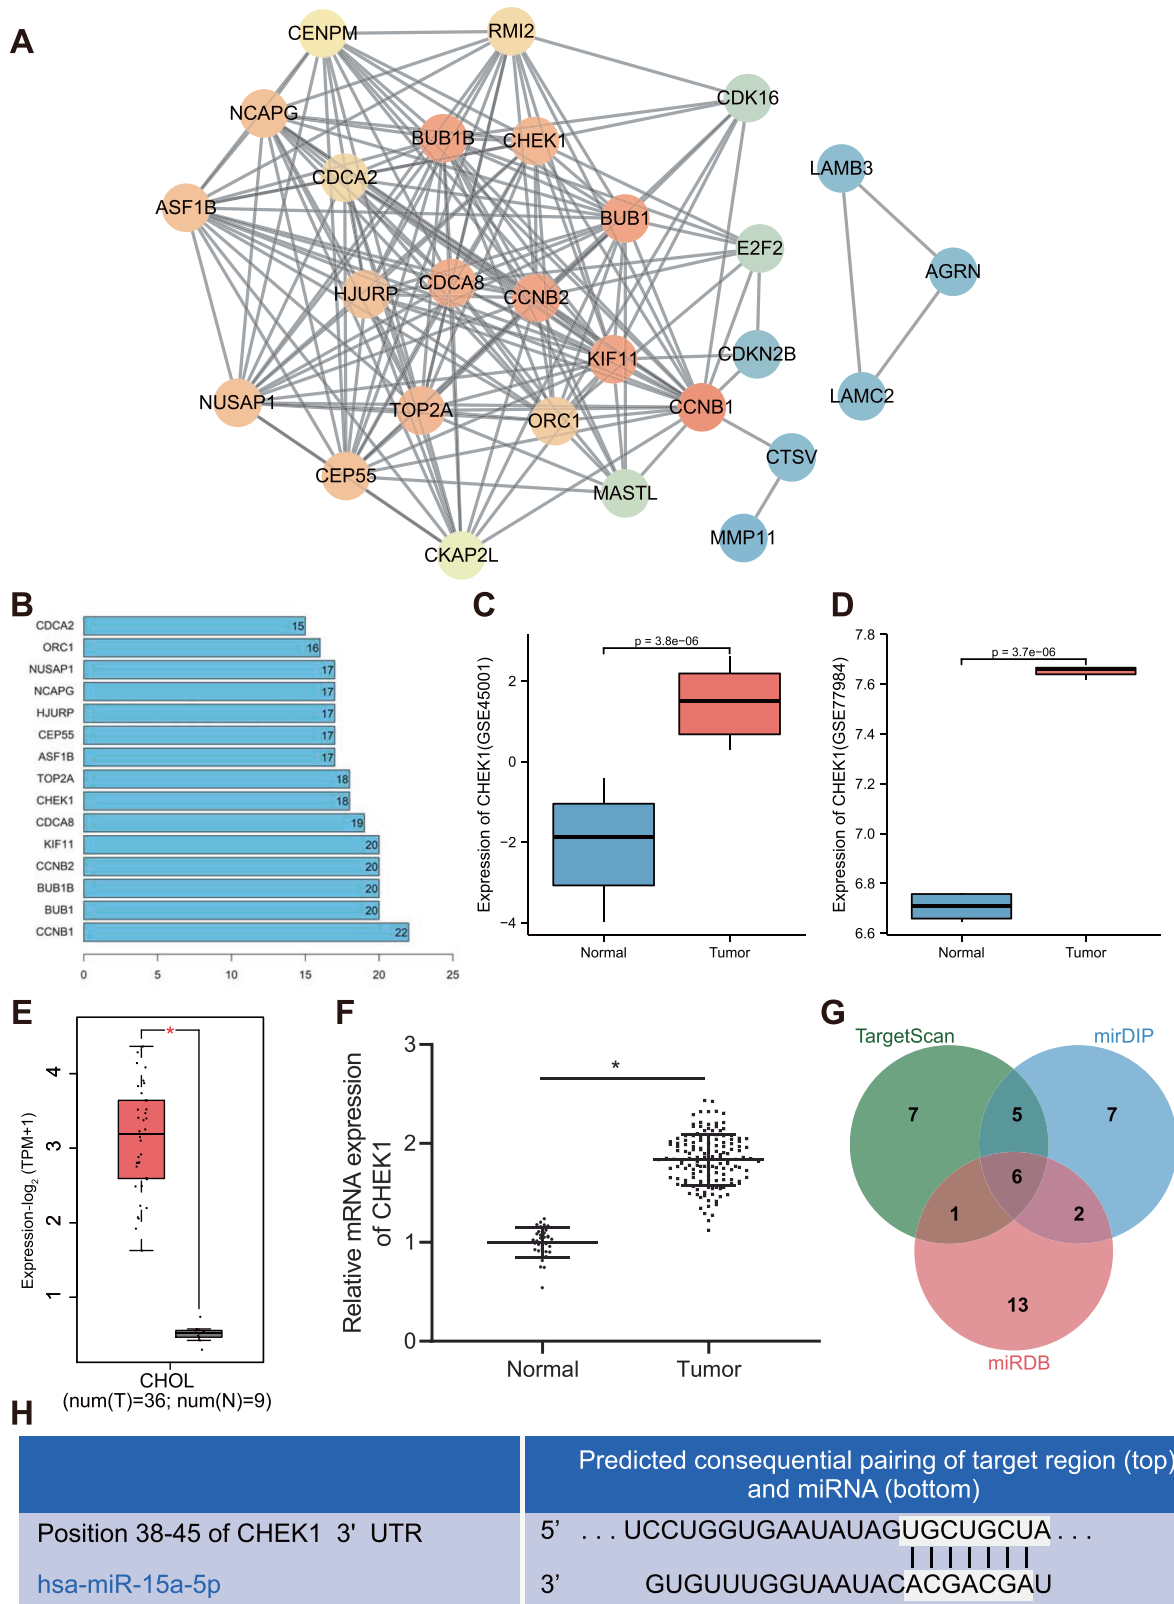 A
CENPM
RMI2
CDK16
NCAPG
BUB1B
CHEK1
LAMB3
CDCA2
ASF1B
BUB1
E2F2
AGRN
HJURP
CDCA8
CCNB2
KIF11
CDKN2B
LAMC2
NUSAP1
TOP2A
ORC1
CCNB1
CTSV
CEP55
MASTL
MMP11
CKAP2L
B
CDCA2 15
ORC1 16
NUSAP1 17
NCAPG 17
HJURP 17
CEP55 17
ASF1B 17
TOP2A 18
CHEK1 18
CDCA8 19
KIF11 20
CCNB2 20
BUB1B 20
BUB1 20
CCNB1 22
0 5 10 15 20 25
C
Expression of CHEK1(GSE45001)
p = 3.8e−06
2
0
−2
−4
Normal Tumor
D
Expression of CHEK1(GSE77984)
p = 3.7e−06
7.8
7.6
7.4
7.2
7.0
6.8
6.6
Normal Tumor
E
Expression-log2 (TPM+1)
*
4
3
2
1
CHOL
(num(T)=36; num(N)=9)
F
Relative mRNA expression
of CHEK1
*
3
2
1
0
Normal Tumor
G
TargetScan mirDIP
7 5 7
6
1 2
13
miRDB
H
Predicted consequential pairing of target region (top)
and miRNA (bottom)
Position 38-45 of CHEK1 3' UTR 5’ ...UCCUGGUGAAUAUAGUGCUGCUA...
hsa-miR-15a-5p 3’ GUGUUUGGUAAUACACGACGAU